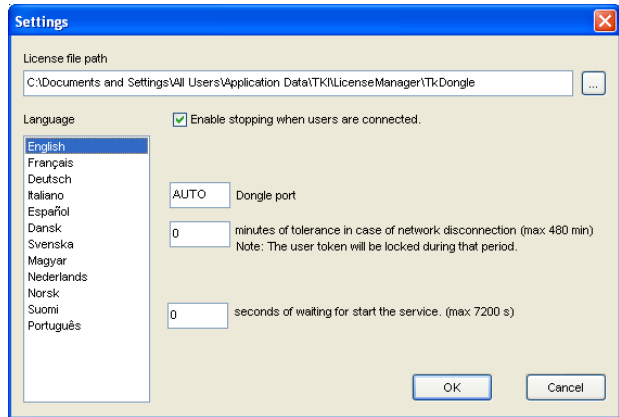 Settings
License file path
C:\Documents and Settings\All Users\Application Data\TKI\LicenseManager\TkDongle
...
Language
Enable stopping when users are connected.
English
Français
Deutsch
Italiano
Español
Dansk
Svenska
Magyar
Nederlands
Norsk
Suomi
Português
AUTO Dongle port
0 minutes of tolerance in case of network disconnection (max 480 min)
Note: The user token will be locked during that period.
0 seconds of waiting for start the service. (max 7200 s)
OK Cancel